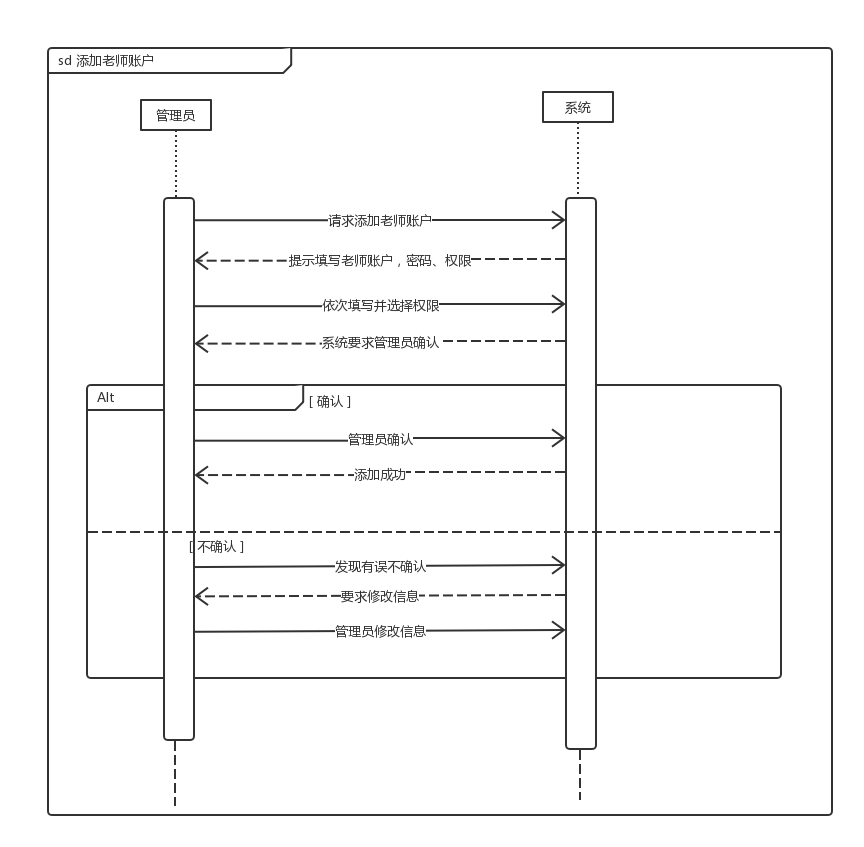 sd 添加老师账户
管理员
系统
请求添加老师账户
提示填写老师账户，密码、权限
依次填写并选择权限
系统要求管理员确认
Alt
[ 确认 ]
管理员确认
添加成功
[ 不确认 ]
发现有误不确认
要求修改信息
管理员修改信息